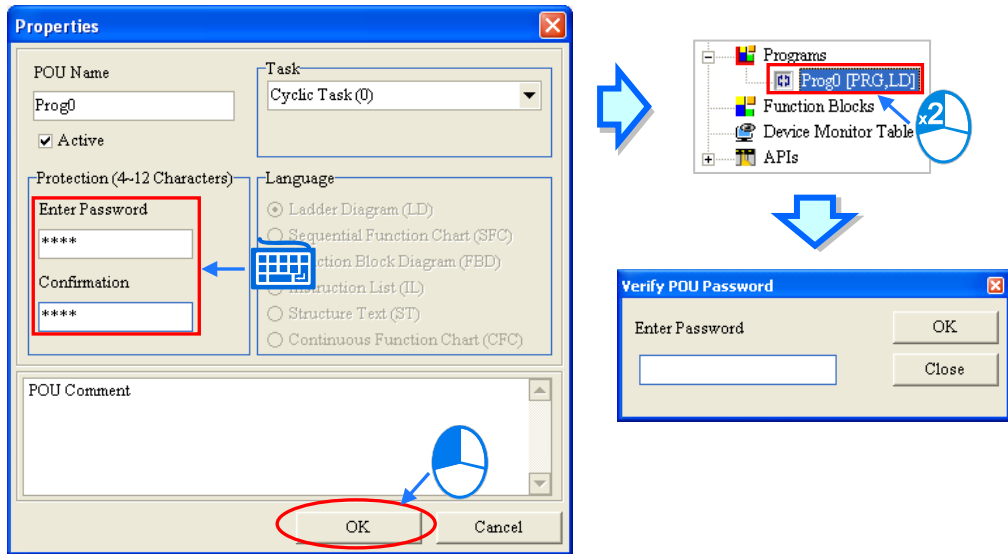 Properties
POU Name
Prog0
Active
Task
Cyclic Task (0)
Protection (4~12 Characters)
Enter Password
****
Confirmation
****
Language
Ladder Diagram (LD)
Sequential Function Chart (SFC)
ction Block Diagram (FBD)
Instruction List (IL)
Structure Text (ST)
Continuous Function Chart (CFC)
POU Comment
OK
Cancel
Programs
Prog0 [PRG,LD]
Function Blocks
Device Monitor Table
APIs
x2
Verify POU Password
Enter Password
OK
Close